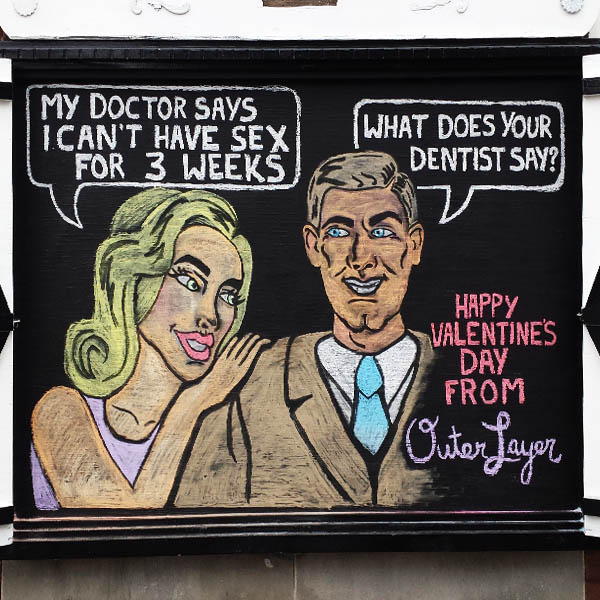 MY DOCTOR SAYS
I CAN'T HAVE SEX
FOR 3 WEEKS
WHAT DOES YOUR
DENTIST SAY?
HAPPY
VALENTINE'S
DAY
FROM
Outer Layer